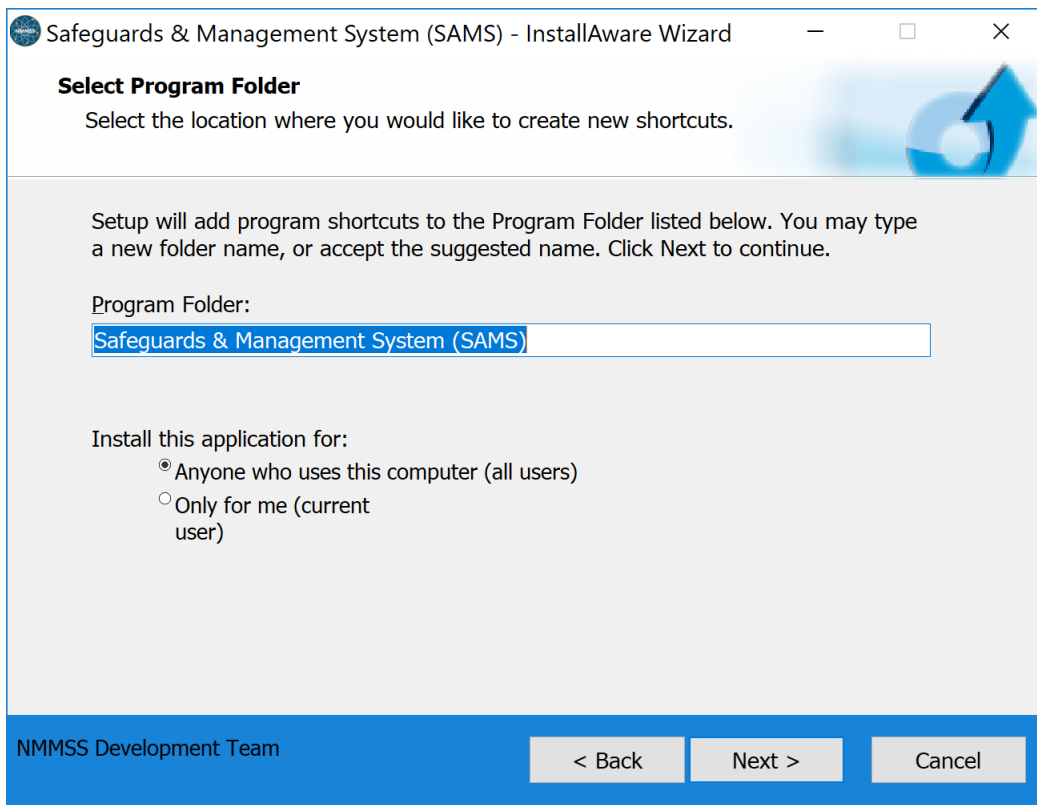 Safeguards & Management System (SAMS) - InstallAware Wizard
Select Program Folder
Select the location where you would like to create new shortcuts.
Setup will add program shortcuts to the Program Folder listed below. You may type
a new folder name, or accept the suggested name. Click Next to continue.
Program Folder:
Safeguards & Management System (SAMS)
Install this application for:
Anyone who uses this computer (all users)
Only for me (current
user)
NMMSS Development Team
< Back
Next >
Cancel